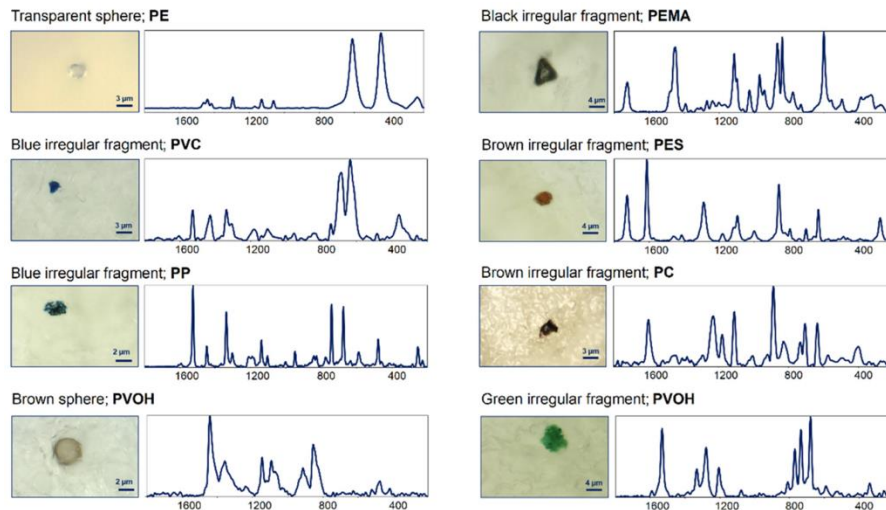 Transparent sphere; PE
3 µm
1200 800 400
Blue irregular fragment; PVC
3 µm
1600 1200 800 400
Blue irregular fragment; PP
2 µm
1600 1200 800 400
Brown sphere; PVOH
2 µm
1600 1200 800 400
Black irregular fragment; PEMA
4 µm
1600 1200 800 400
Brown irregular fragment; PES
4 µm
1600 1200 800 400
Brown irregular fragment; PC
3 µm
1600 1200 800 400
Green irregular fragment; PVOH
4 µm
1600 1200 800 400